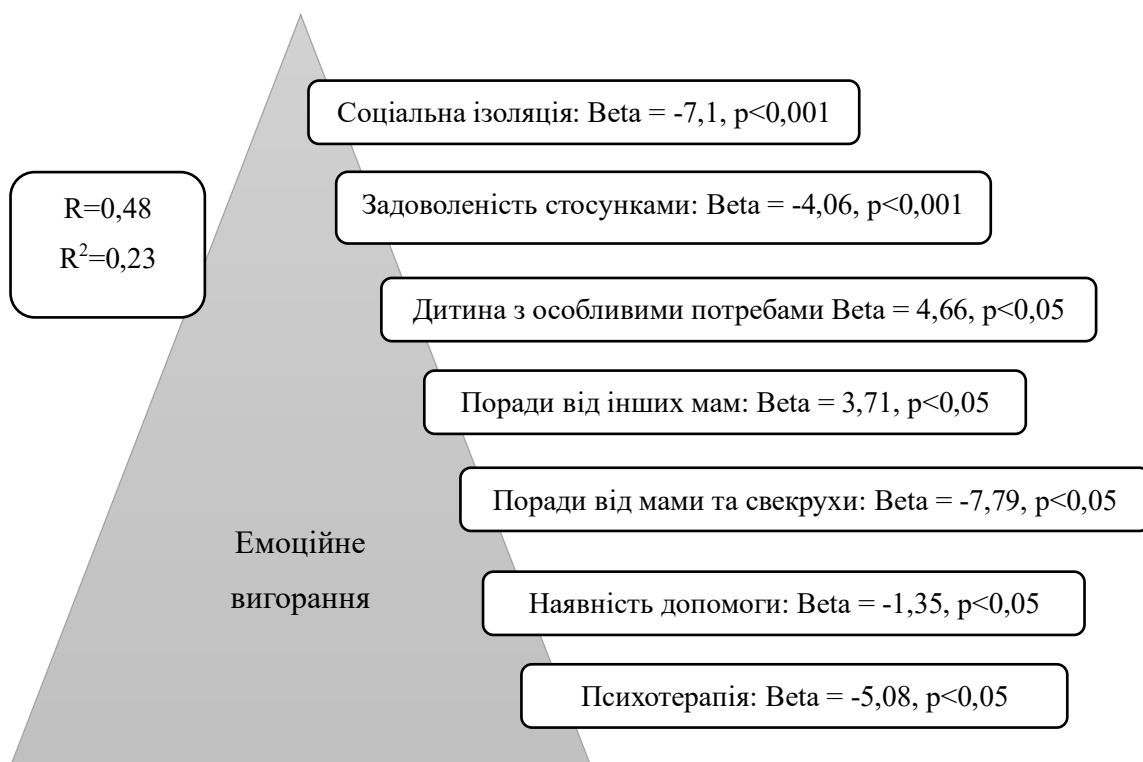 Соціальна ізоляція: Beta = -7,1, p<0,001
R=0,48
R²=0,23
Задоволеність стосунками: Beta = -4,06, p<0,001
Дитина з особливими потребами Beta = 4,66, p<0,05
Поради від інших мам: Beta = 3,71, p<0,05
Поради від мами та свекрухи: Beta = -7,79, p<0,05
Емоційне
вигорання
Наявність допомоги: Beta = -1,35, p<0,05
Психотерапія: Beta = -5,08, p<0,05